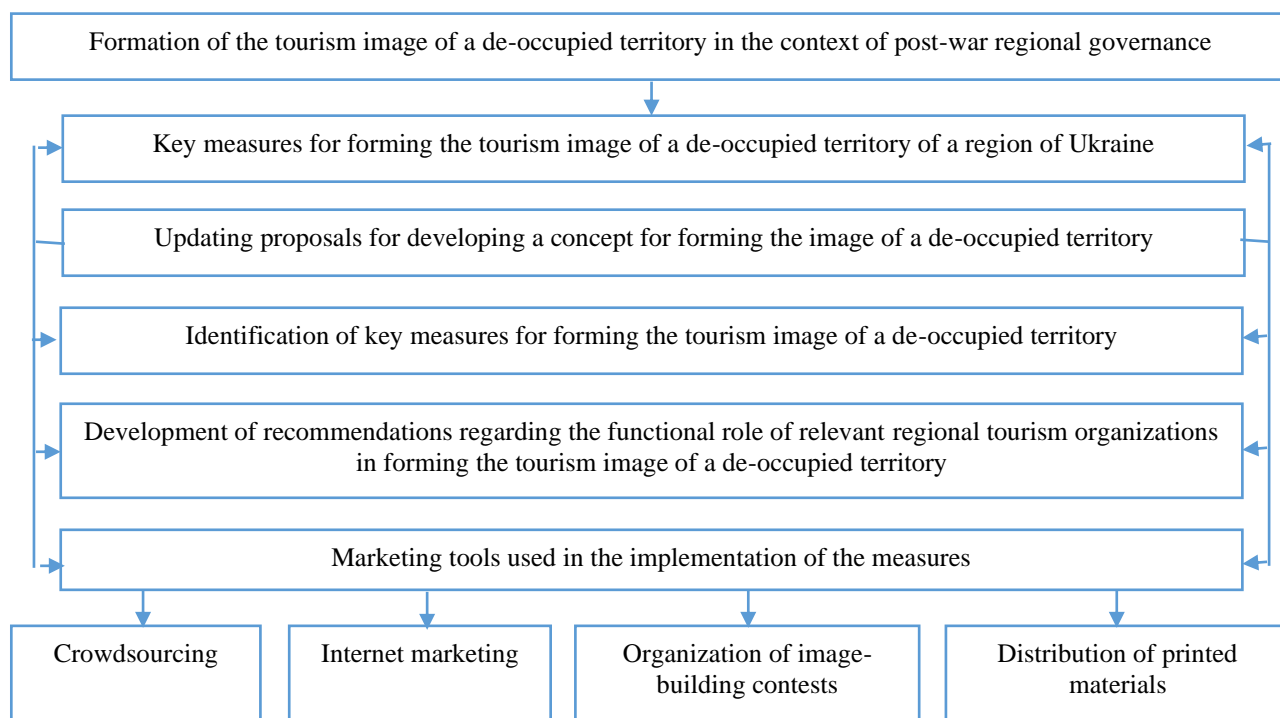 Formation of the tourism image of a de-occupied territory in the context of post-war regional governance
Key measures for forming the tourism image of a de-occupied territory of a region of Ukraine
Updating proposals for developing a concept for forming the image of a de-occupied territory
Identification of key measures for forming the tourism image of a de-occupied territory
Development of recommendations regarding the functional role of relevant regional tourism organizations
in forming the tourism image of a de-occupied territory
Marketing tools used in the implementation of the measures
Crowdsourcing
Internet marketing
Organization of image-
building contests
Distribution of printed
materials